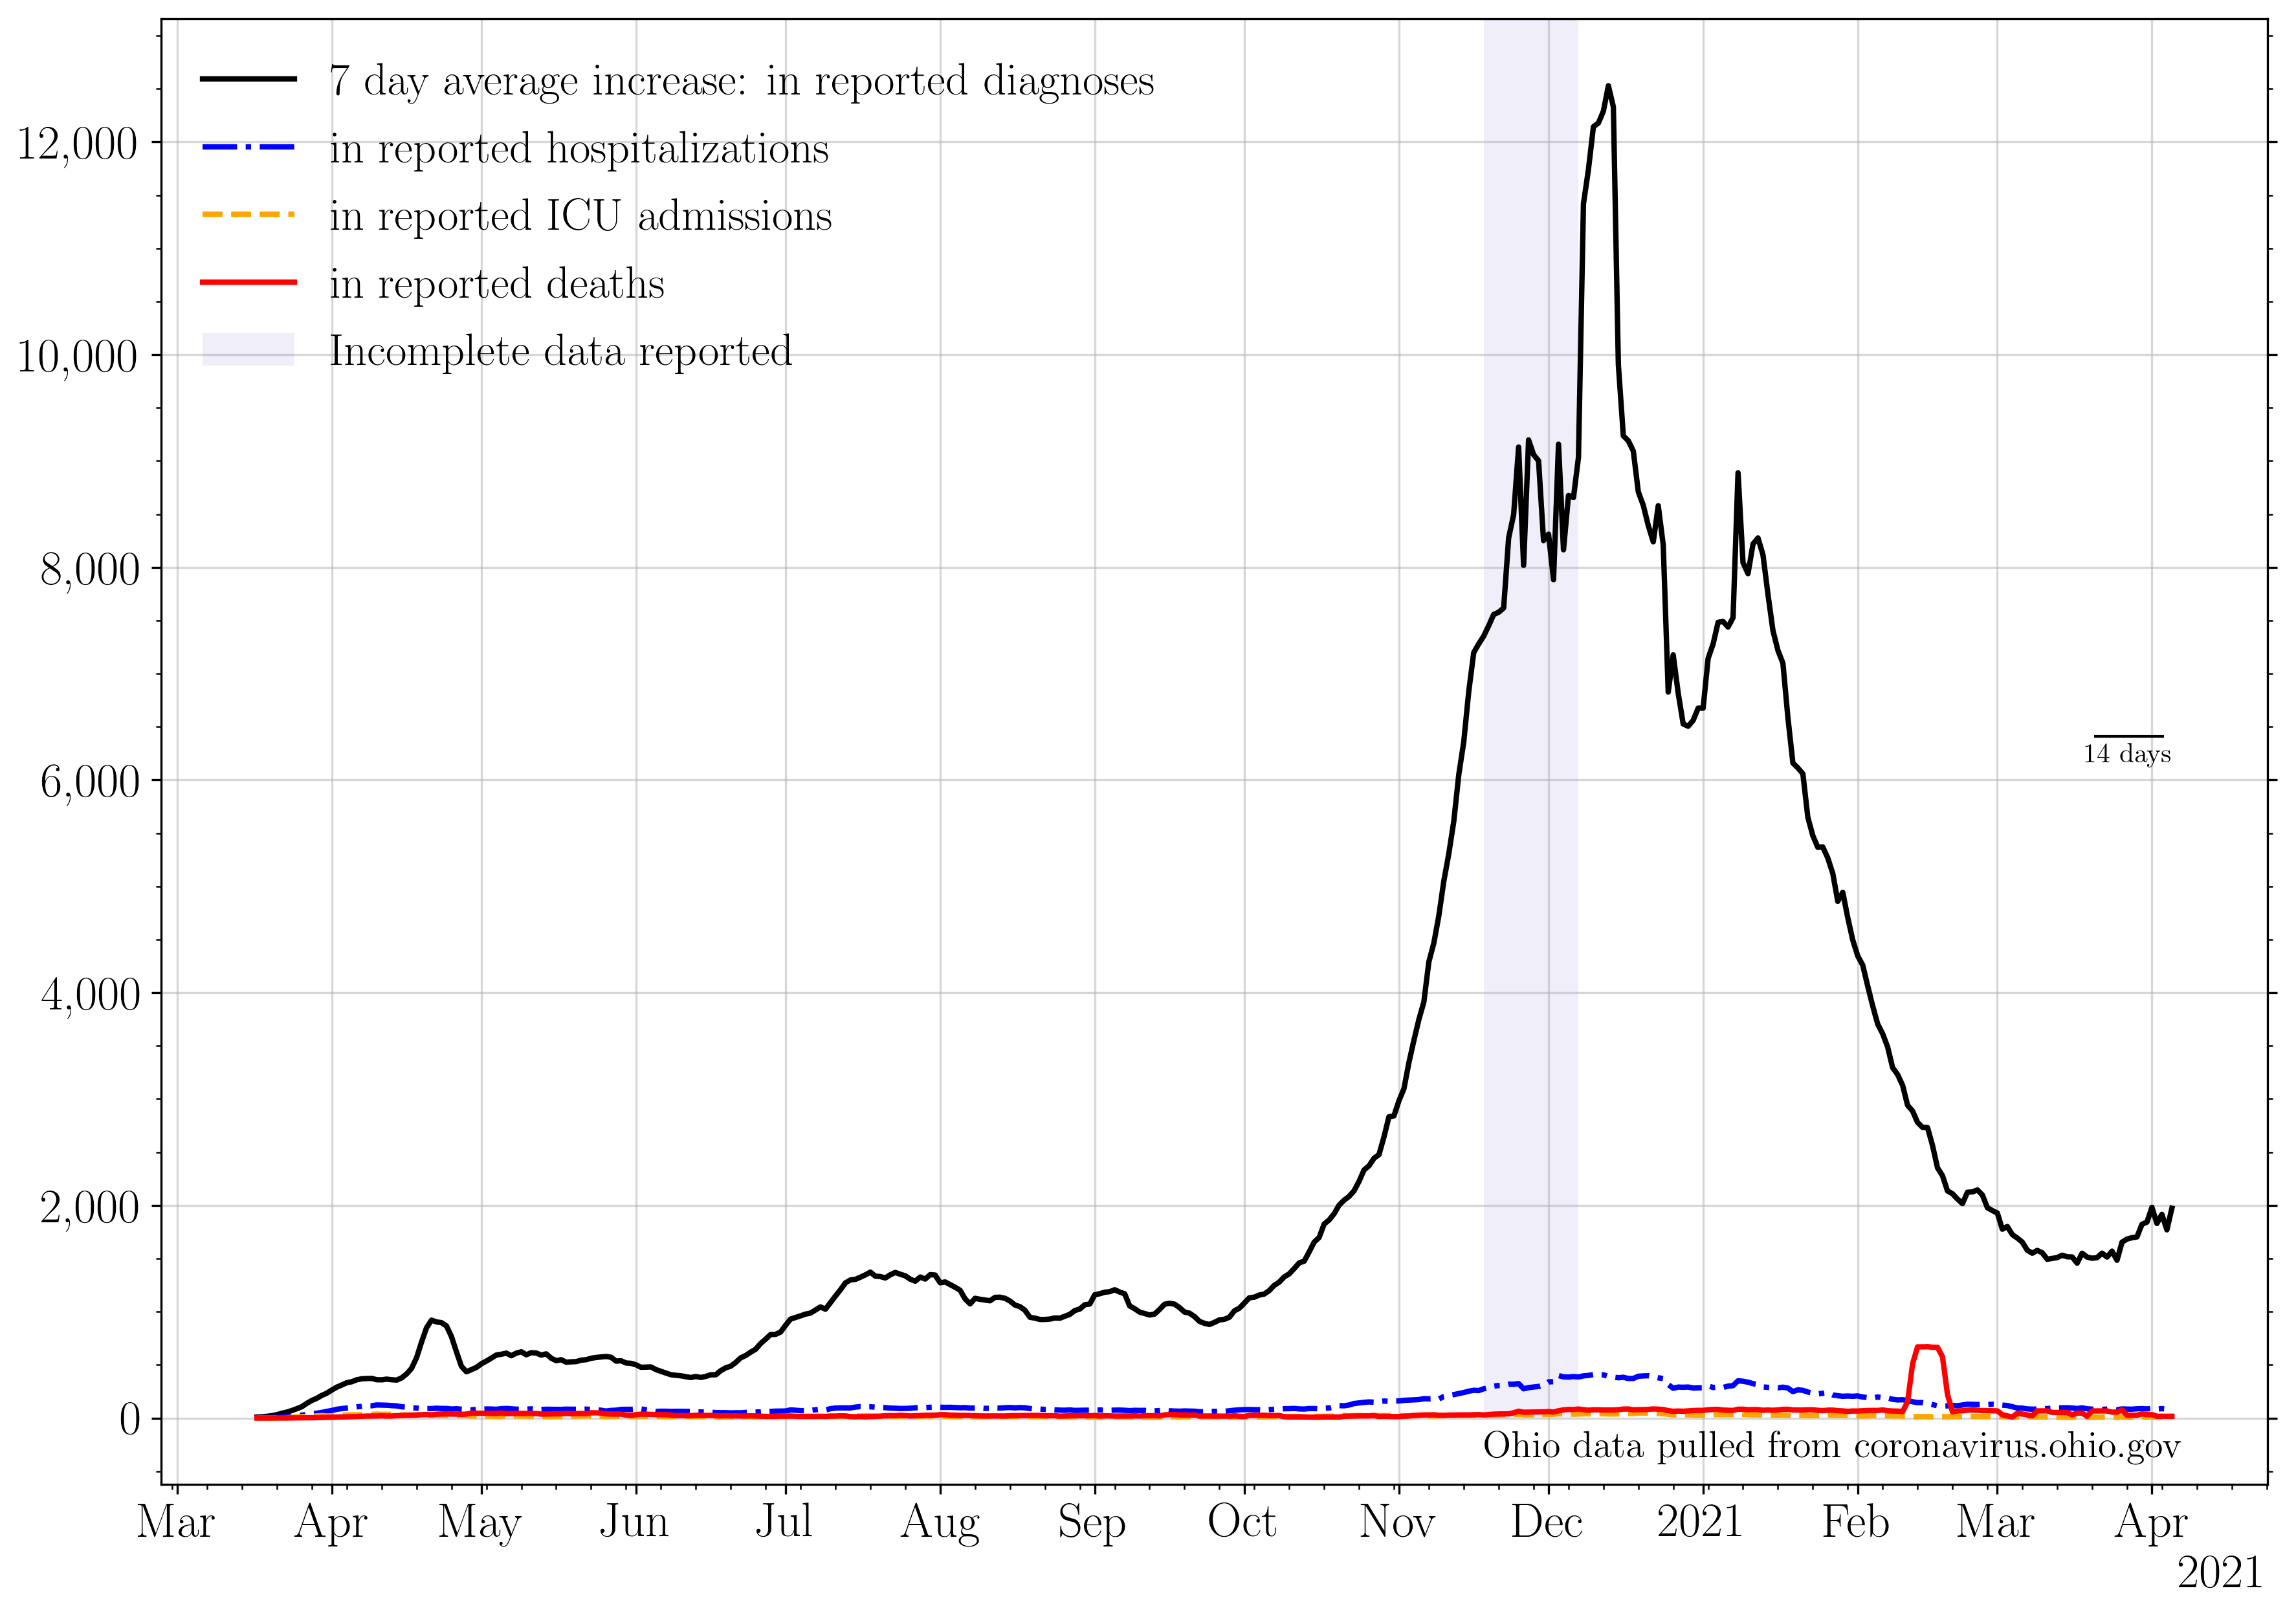 7 day average increase: in reported diagnoses
in reported hospitalizations
in reported ICU admissions
in reported deaths
Incomplete data reported
12,000
10,000
8,000
6,000
4,000
2,000
0
14 days
Ohio data pulled from coronavirus.ohio.gov
Mar Apr May Jun Jul Aug Sep Oct Nov Dec 2021 Feb Mar Apr
2021